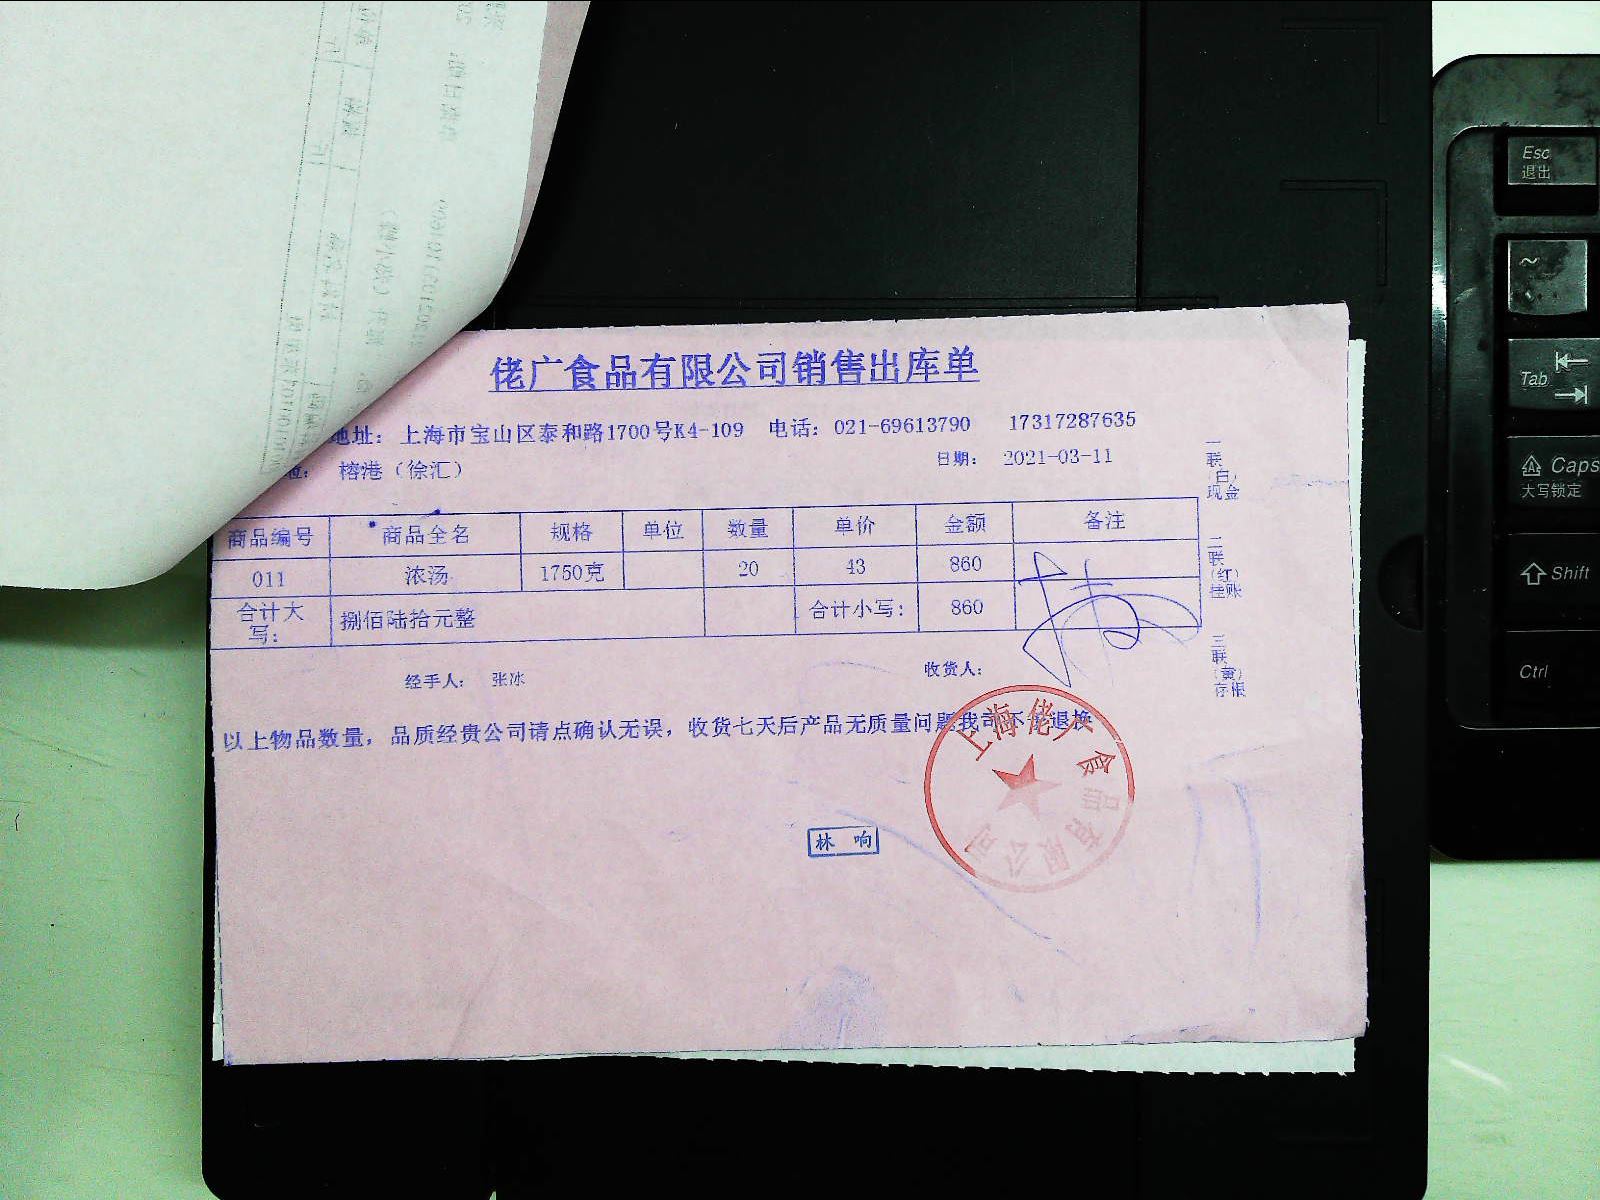 佬广食品有限公司销售出库单
地址：上海市宝山区泰和路1700号K4-109 电话：021-69613790 17317287635
榕港（徐汇） 日期： 2021-03-11
商品编号 商品全名 规格 单位 数量 单价 金额 备注
011 浓汤 1750克 20 43 860
合计大写： 捌佰陆拾元整 合计小写： 860
经手人： 张冰 收货人：
以上物品数量，品质经贵公司请点确认无误，收货七天后产品无质量问题我司不予退换
一联（白）现金
二联（红）挂账
三联（黄）存根
上海佬广食品有限公司
林 响
Esc
退出
~
Tab
Caps
大写锁定
Shift
Ctrl